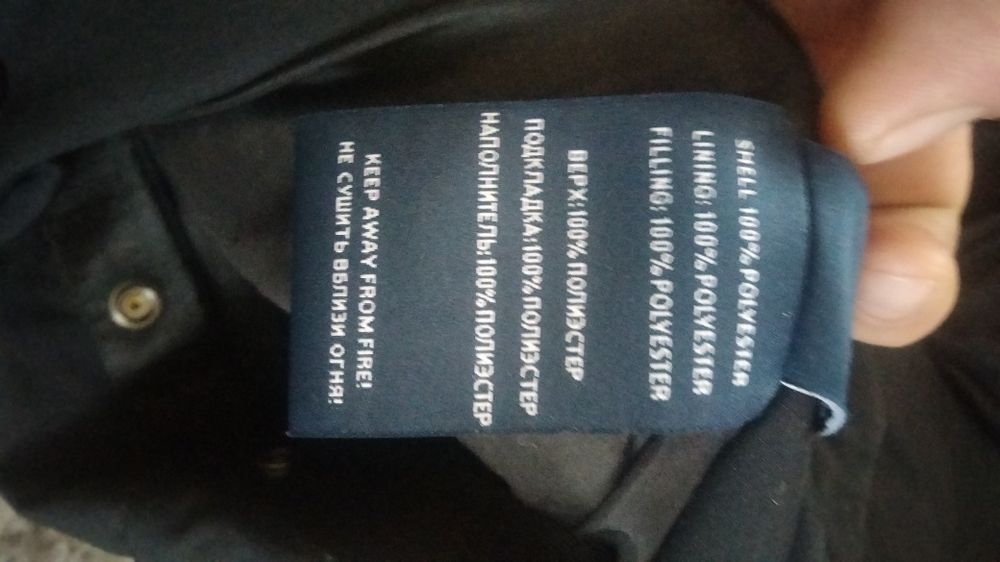 SHELL 100% POLYESTER
LINING: 100% POLYESTER
FILLING: 100% POLYESTER
ВЕРХ:100% ПОЛИЭСТЕР
ПОДКЛАДКА:100% ПОЛИЭСТЕР
НАПОЛНИТЕЛЬ:100%ПОЛИЭСТЕР
KEEP AWAY FROM FIRE!
НЕ СУШИТЬ ВБЛИЗИ ОГНЯ!